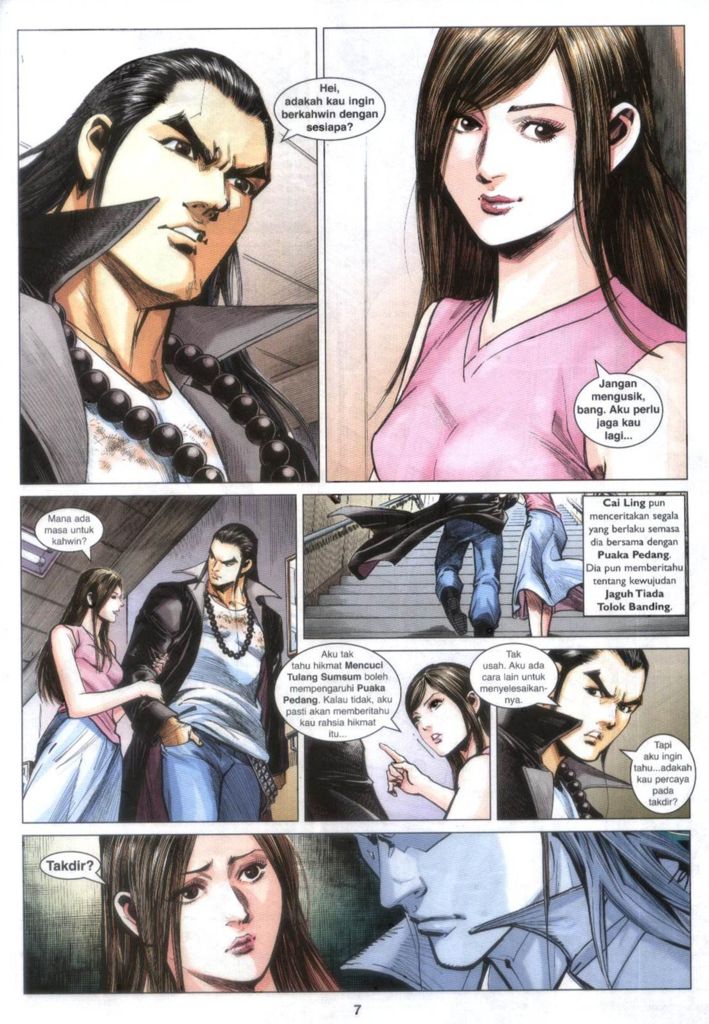 Hei,
adakah kau ingin
berkahwin dengan
sesiapa?
Jangan
mengusik,
bang. Aku perlu
jaga kau
lagi...
Mana ada
masa untuk
kahwin?
Cai Ling pun
menceritakan segala
yang berlaku semasa
dia bersama dengan
Puaka Pedang.
Dia pun memberitahu
tentang kewujudan
Jaguh Tiada
Tolok Banding.
Aku tak
tahu hikmat Mencuci
Tulang Sumsum boleh
mempengaruhi Puaka
Pedang. Kalau tidak, aku
pasti akan memberitahu
kau rahsia hikmat
itu...
Tak
usah. Aku ada
cara lain untuk
menyelesaikan-
nya.
Tapi
aku ingin
tahu...adakah
kau percaya
pada
takdir?
Takdir?
7